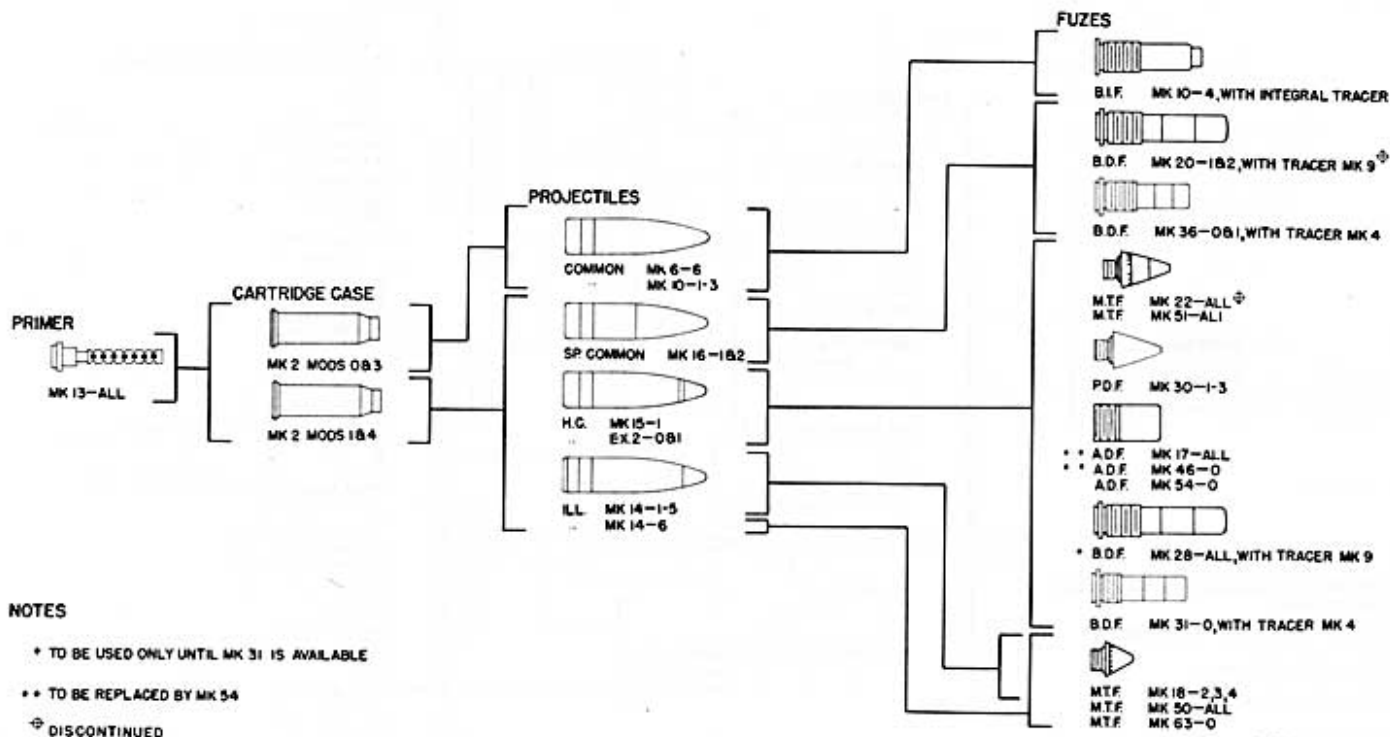 PRIMER
MK 13-ALL
CARTRIDGE CASE
MK 2 MODS 0&3
MK 2 MODS 1&4
PROJECTILES
COMMON MK 6-6
" MK 10-1-3
SP. COMMON MK 16-1&2
H.C. MK 15-1
" EX.2-0&1
ILL. MK 14-1-5
" MK 14-6
FUZES
B.I.F. MK 10-4, WITH INTEGRAL TRACER
B.D.F. MK 20-1&2, WITH TRACER MK 9⌖
B.D.F. MK 36-0&1, WITH TRACER MK 4
M.T.F. MK 22-ALL⌖
M.T.F. MK 51-ALL
P.D.F. MK 30-1-3
** A.D.F. MK 17-ALL
** A.D.F. MK 46-0
A.D.F. MK 54-0
* B.D.F. MK 28-ALL, WITH TRACER MK 9
B.D.F. MK 31-0, WITH TRACER MK 4
M.T.F. MK 18-2,3,4
M.T.F. MK 50-ALL
M.T.F. MK 63-0
NOTES
* TO BE USED ONLY UNTIL MK 31 IS AVAILABLE
** TO BE REPLACED BY MK 54
⌖ DISCONTINUED